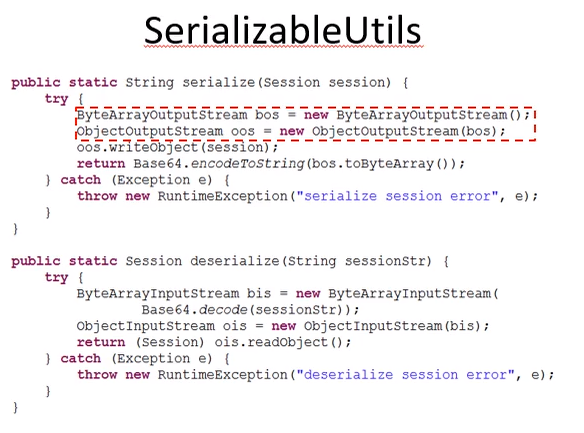 SerializableUtils
public static String serialize(Session session) {
    try {
        ByteArrayOutputStream bos = new ByteArrayOutputStream();
        ObjectOutputStream oos = new ObjectOutputStream(bos);
        oos.writeObject(session);
        return Base64.encodeToString(bos.toByteArray());
    } catch (Exception e) {
        throw new RuntimeException("serialize session error", e);
    }
}
public static Session deserialize(String sessionStr) {
    try {
        ByteArrayInputStream bis = new ByteArrayInputStream(
                Base64.decode(sessionStr));
        ObjectInputStream ois = new ObjectInputStream(bis);
        return (Session) ois.readObject();
    } catch (Exception e) {
        throw new RuntimeException("deserialize session error", e);
    }
}